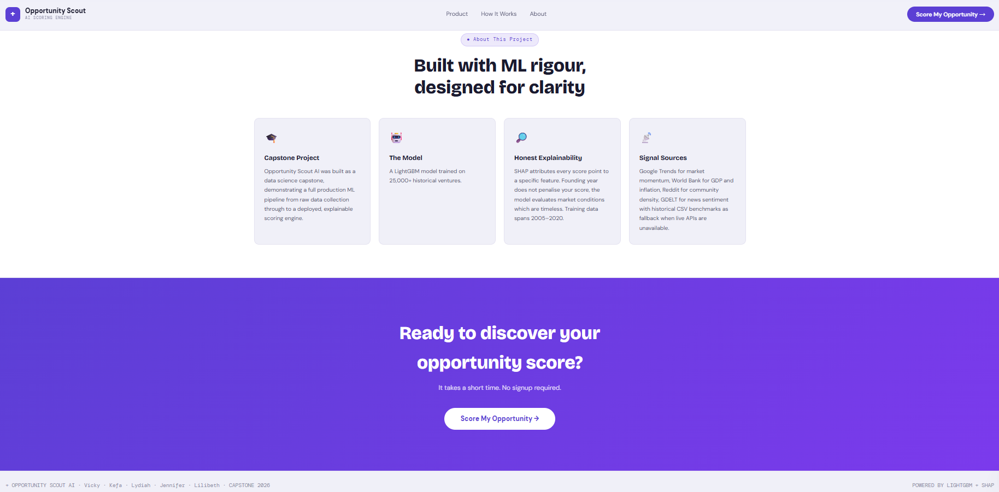 +
Opportunity Scout
AI SCORING ENGINE
Product
How It Works
About
Score My Opportunity →
• About This Project
Built with ML rigour,
designed for clarity
Capstone Project
Opportunity Scout AI was built as a
data science capstone,
demonstrating a full production ML
pipeline from raw data collection
through to a deployed, explainable
scoring engine.
The Model
A LightGBM model trained on
25,000+ historical ventures.
Honest Explainability
SHAP attributes every score point to
a specific feature. Founding year
does not penalise your score, the
model evaluates market conditions
which are timeless. Training data
spans 2005–2020.
Signal Sources
Google Trends for market
momentum, World Bank for GDP and
inflation, Reddit for community
density, GDELT for news sentiment
with historical CSV benchmarks as
fallback when live APIs are
unavailable.
Ready to discover your
opportunity score?
It takes a short time. No signup required.
Score My Opportunity →
+ OPPORTUNITY SCOUT AI · Vicky · Kefa · Lydiah · Jennifer · Lilibeth · CAPSTONE 2026
POWERED BY LIGHTGBM + SHAP